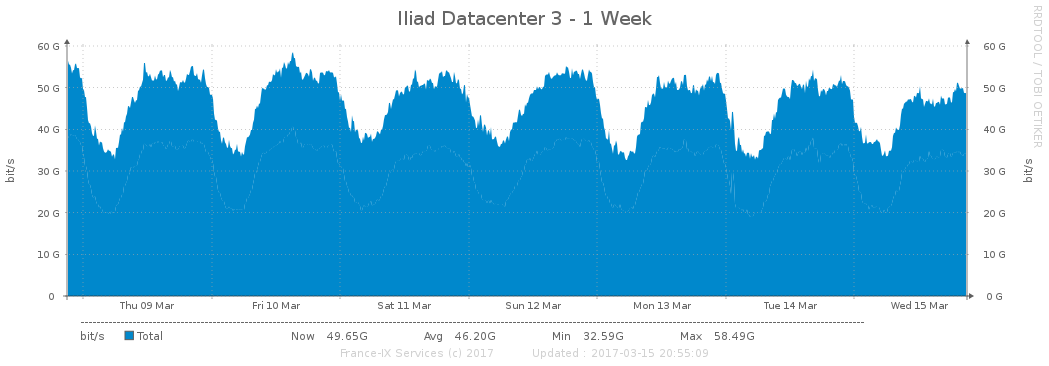 Iliad Datacenter 3 - 1 Week
RRDTOOL / TOBI OETIKER
bit/s
60 G 60 G
50 G 50 G
40 G 40 G
30 G 30 G
20 G 20 G
10 G 10 G
0 0 G
bit/s
Thu 09 Mar Fri 10 Mar Sat 11 Mar Sun 12 Mar Mon 13 Mar Tue 14 Mar Wed 15 Mar
bit/s Total Now 49.65G Avg 46.20G Min 32.59G Max 58.49G
France-IX Services (c) 2017 Updated : 2017-03-15 20:55:09